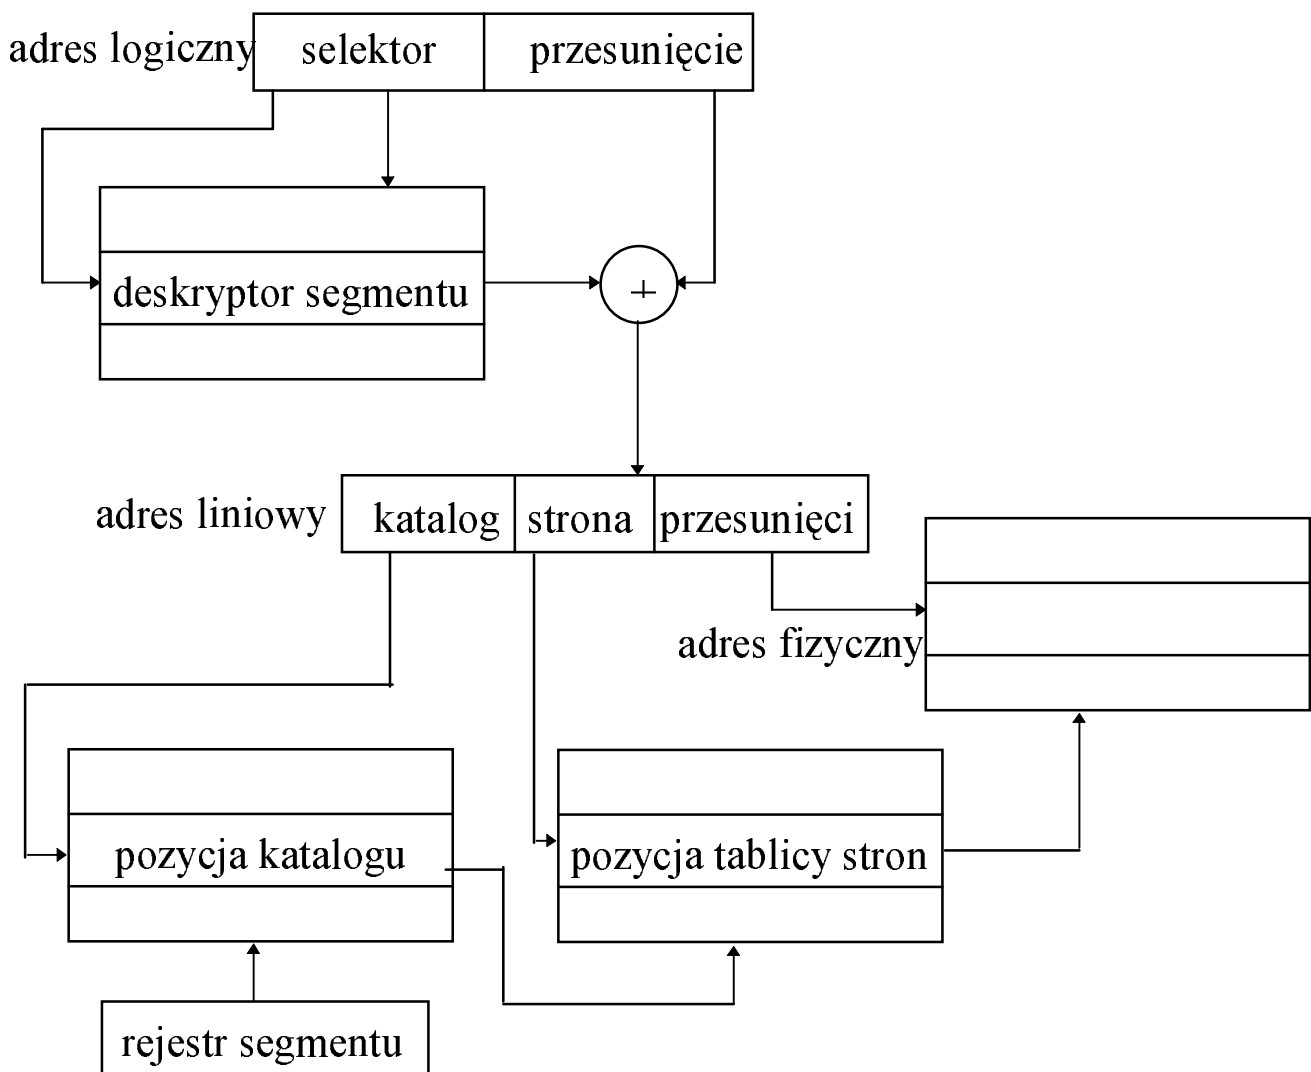 adres logiczny
selektor
przesunięcie
deskryptor segmentu
+
adres liniowy
katalog
strona
przesunięci
adres fizyczny
pozycja katalogu
pozycja tablicy stron
rejestr segmentu